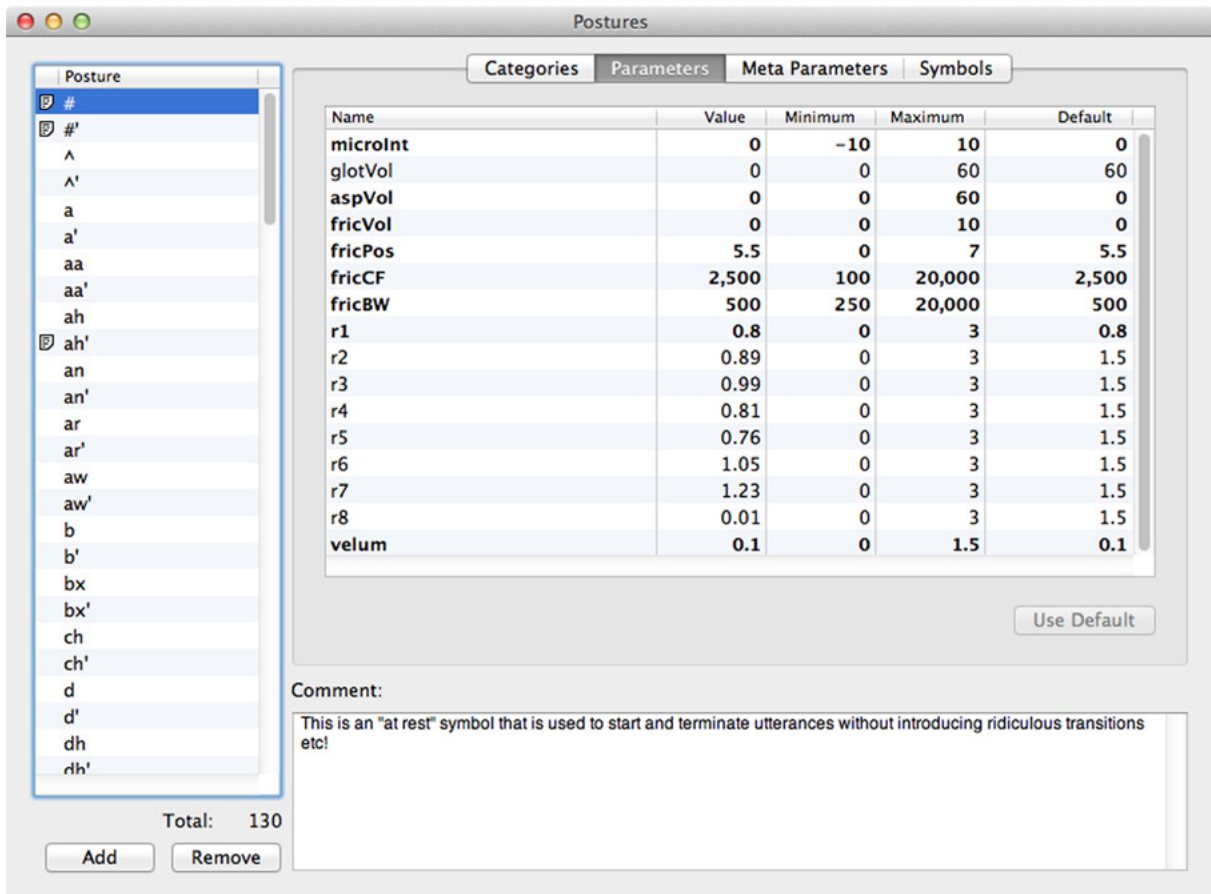 Postures
Posture
#
#'
^
^'
a
a'
aa
aa'
ah
ah'
an
an'
ar
ar'
aw
aw'
b
b'
bx
bx'
ch
ch'
d
d'
dh
dh'
Total: 130
Add Remove
Categories Parameters Meta Parameters Symbols
Name Value Minimum Maximum Default
microInt 0 -10 10 0
glotVol 0 0 60 60
aspVol 0 0 60 0
fricVol 0 0 10 0
fricPos 5.5 0 7 5.5
fricCF 2,500 100 20,000 2,500
fricBW 500 250 20,000 500
r1 0.8 0 3 0.8
r2 0.89 0 3 1.5
r3 0.99 0 3 1.5
r4 0.81 0 3 1.5
r5 0.76 0 3 1.5
r6 1.05 0 3 1.5
r7 1.23 0 3 1.5
r8 0.01 0 3 1.5
velum 0.1 0 1.5 0.1
Use Default
Comment:
This is an "at rest" symbol that is used to start and terminate utterances without introducing ridiculous transitions
etc!